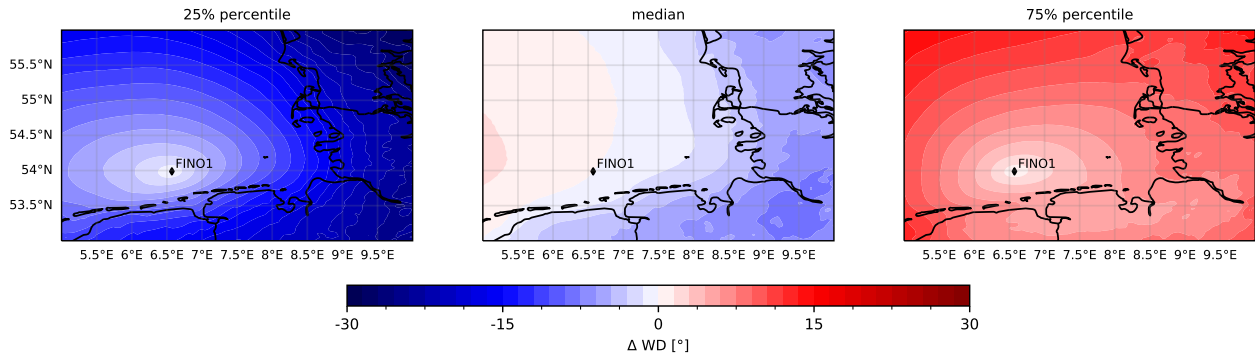 25% percentile
median
75% percentile
55.5°N
55°N
54.5°N
54°N
53.5°N
FINO1
FINO1
FINO1
5.5°E 6°E 6.5°E 7°E 7.5°E 8°E 8.5°E 9°E 9.5°E
5.5°E 6°E 6.5°E 7°E 7.5°E 8°E 8.5°E 9°E 9.5°E
5.5°E 6°E 6.5°E 7°E 7.5°E 8°E 8.5°E 9°E 9.5°E
-30 -15 0 15 30
Δ WD [°]